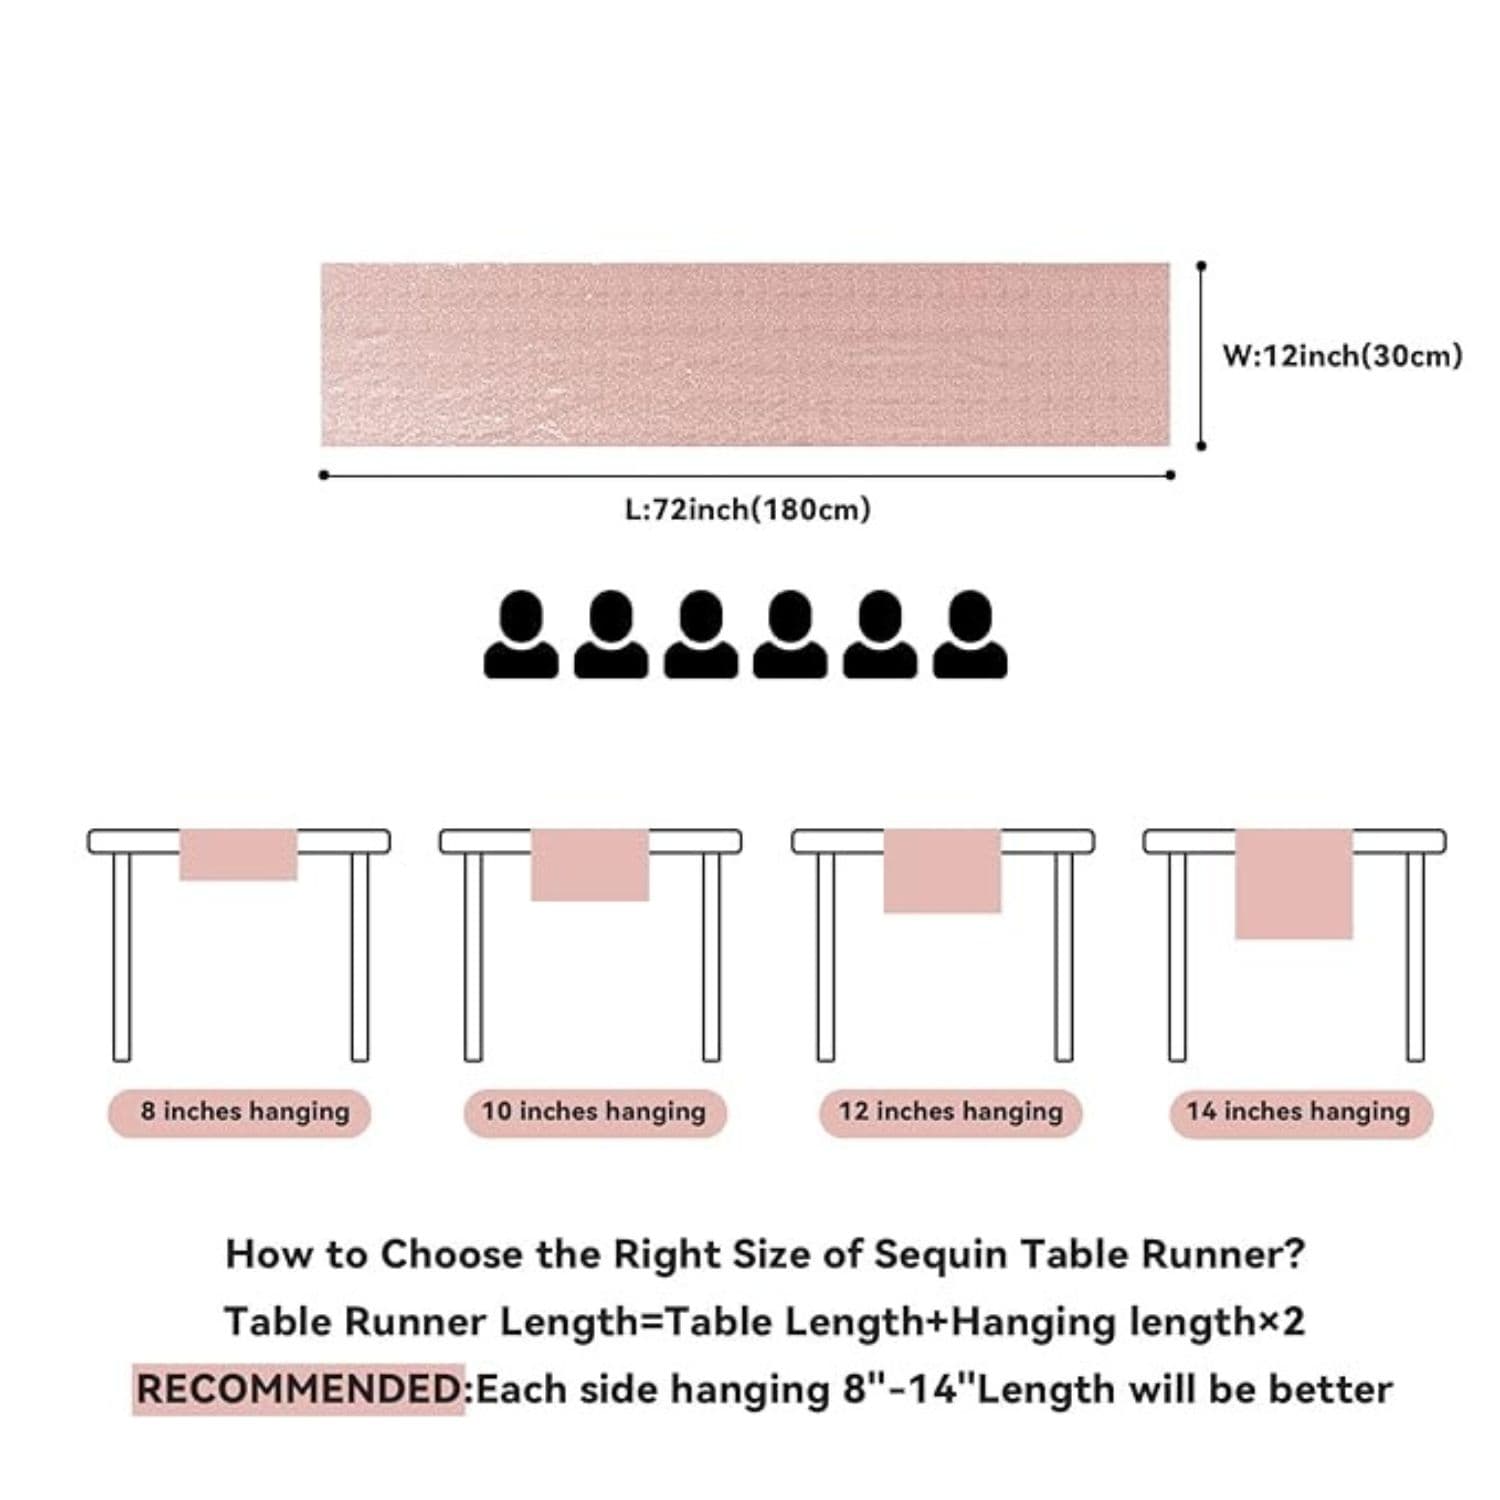 W:12inch(30cm)
L:72inch(180cm)
8 inches hanging
10 inches hanging
12 inches hanging
14 inches hanging
How to Choose the Right Size of Sequin Table Runner?
Table Runner Length=Table Length+Hanging length×2
RECOMMENDED:Each side hanging 8"-14"Length will be better